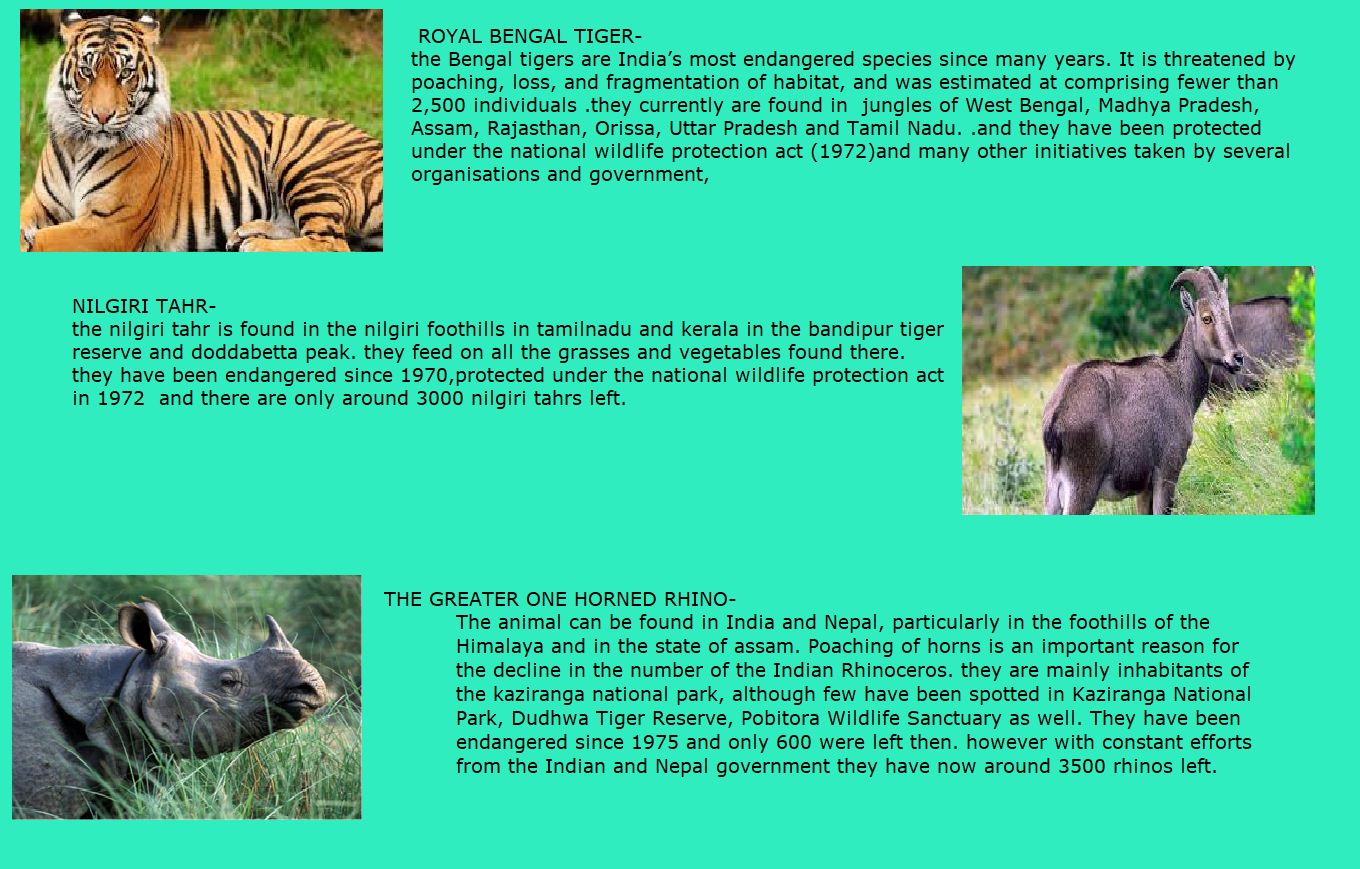 ROYAL BENGAL TIGER-
the Bengal tigers are India’s most endangered species since many years. It is threatened by
poaching, loss, and fragmentation of habitat, and was estimated at comprising fewer than
2,500 individuals .they currently are found in  jungles of West Bengal, Madhya Pradesh,
Assam, Rajasthan, Orissa, Uttar Pradesh and Tamil Nadu. .and they have been protected
under the national wildlife protection act (1972)and many other initiatives taken by several
organisations and government,
NILGIRI TAHR-
the nilgiri tahr is found in the nilgiri foothills in tamilnadu and kerala in the bandipur tiger
reserve and doddabetta peak. they feed on all the grasses and vegetables found there.
they have been endangered since 1970,protected under the national wildlife protection act
in 1972  and there are only around 3000 nilgiri tahrs left.
THE GREATER ONE HORNED RHINO-
The animal can be found in India and Nepal, particularly in the foothills of the
Himalaya and in the state of assam. Poaching of horns is an important reason for
the decline in the number of the Indian Rhinoceros. they are mainly inhabitants of
the kaziranga national park, although few have been spotted in Kaziranga National
Park, Dudhwa Tiger Reserve, Pobitora Wildlife Sanctuary as well. They have been
endangered since 1975 and only 600 were left then. however with constant efforts
from the Indian and Nepal government they have now around 3500 rhinos left.